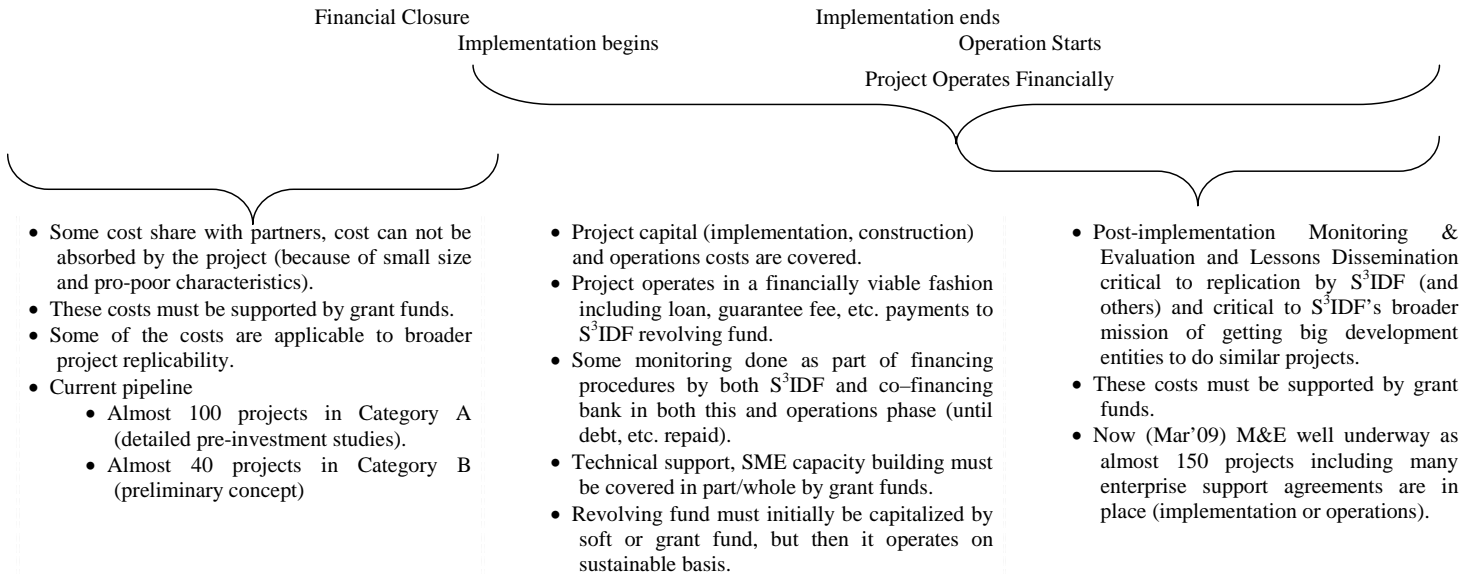 Financial Closure
Implementation ends
Implementation begins
Operation Starts
Project Operates Financially
• Some cost share with partners, cost can not be
absorbed by the project (because of small size
and pro-poor characteristics).
• These costs must be supported by grant funds.
• Some of the costs are applicable to broader
project replicability.
• Current pipeline
• Almost 100 projects in Category A
(detailed pre-investment studies).
• Almost 40 projects in Category B
(preliminary concept)
• Project capital (implementation, construction)
and operations costs are covered.
• Project operates in a financially viable fashion
including loan, guarantee fee, etc. payments to
S³IDF revolving fund.
• Some monitoring done as part of financing
procedures by both S³IDF and co–financing
bank in both this and operations phase (until
debt, etc. repaid).
• Technical support, SME capacity building must
be covered in part/whole by grant funds.
• Revolving fund must initially be capitalized by
soft or grant fund, but then it operates on
sustainable basis.
• Post-implementation Monitoring &
Evaluation and Lessons Dissemination
critical to replication by S³IDF (and
others) and critical to S³IDF's broader
mission of getting big development
entities to do similar projects.
• These costs must be supported by grant
funds.
• Now (Mar'09) M&E well underway as
almost 150 projects including many
enterprise support agreements are in
place (implementation or operations).